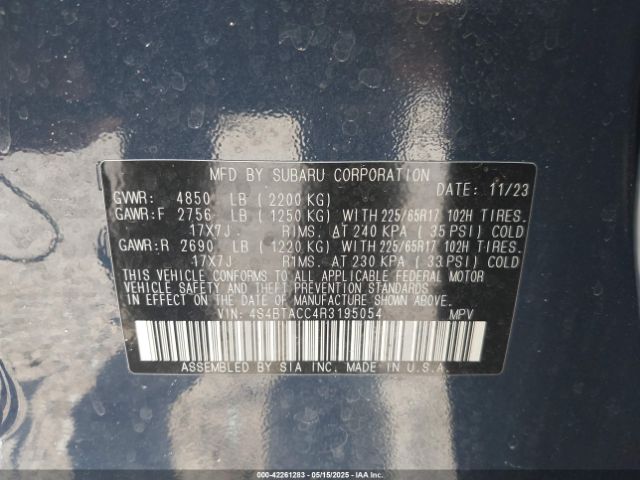 MFD BY SUBARU CORPORATION DATE: 11/23
GVWR: 4850 LB (2200 KG)
GAWR:F 2756 LB (1250 KG) WITH 225/65R17 102H TIRES.
17X7J RIMS. AT 240 KPA (35 PSI) COLD
GAWR:R 2690 LB (1220 KG) WITH 225/65R17 102H TIRES.
17X7J RIMS. AT 230 KPA (33 PSI) COLD
THIS VEHICLE CONFORMS TO ALL APPLICABLE FEDERAL MOTOR
VEHICLE SAFETY AND THEFT PREVENTION STANDARDS
IN EFFECT ON THE DATE OF MANUFACTURE SHOWN ABOVE.
VIN: 4S4BTACC4R3195054 MPV
ASSEMBLED BY SIA INC. MADE IN U.S.A.
000-42261283 - 05/15/2025 - IAAI